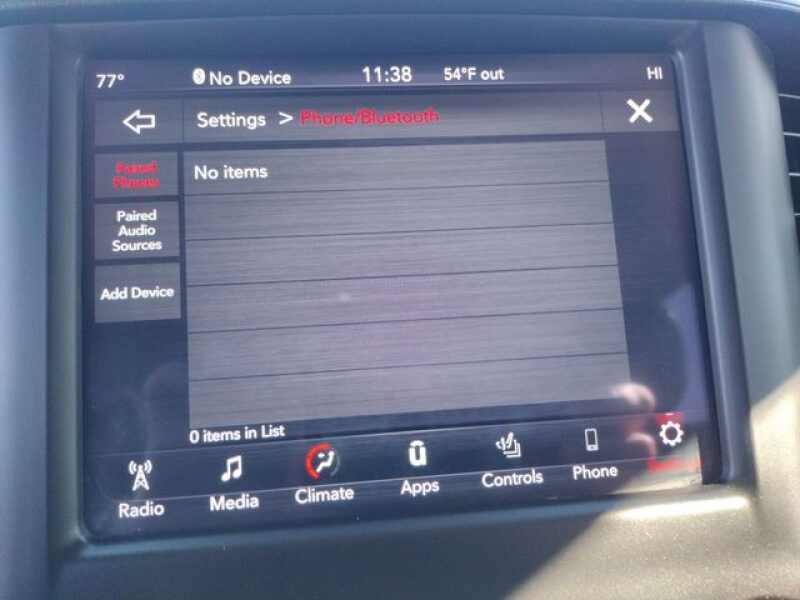 77° No Device 11:38 54°F out HI
Settings > Phone/Bluetooth
Paired
Phones
No items
Paired
Audio
Sources
Add Device
0 items in List
Radio Media Climate Apps Controls Phone